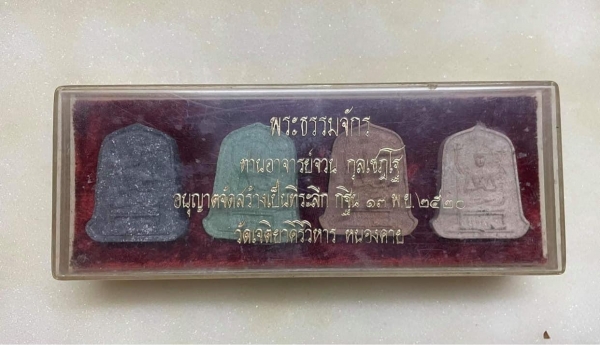 พระธรรมจักร
ท่านอาจารย์จวน กุลเชฎโฐ
อนุญาตจัดสร้างเป็นที่ระลึก กฐิน ๑๓ พ.ย. ๒๕๒๐
วัดเจติยาคิรีวิหาร หนองคาย